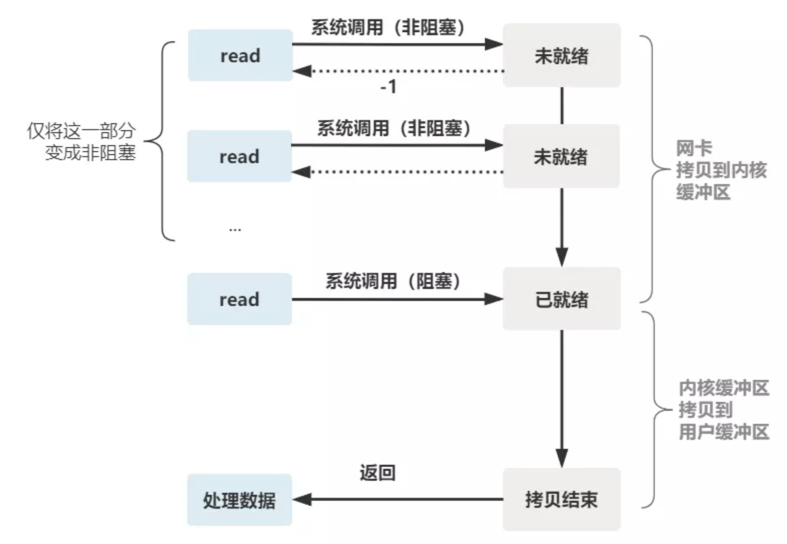 系统调用（非阻塞）
read
未就绪
-1
仅将这一部分
变成非阻塞
系统调用（非阻塞）
read
未就绪
网卡
拷贝到内核
缓冲区
...
系统调用（阻塞）
read
已就绪
内核缓冲区
拷贝到
用户缓冲区
返回
处理数据
拷贝结束